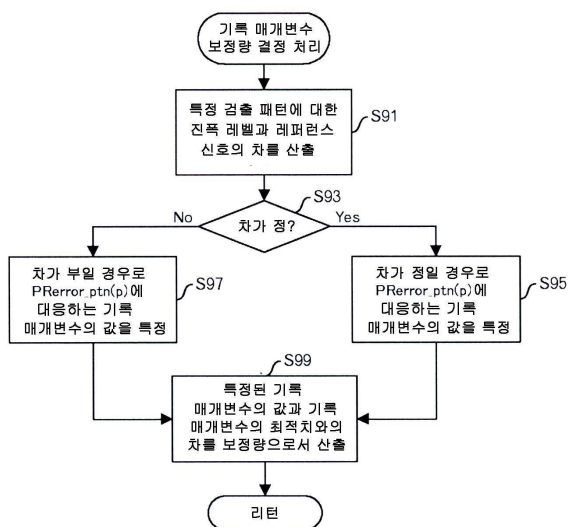 기록 매개변수
보정량 결정 처리
특정 검출 패턴에 대한
진폭 레벨과 레퍼런스
신호의 차를 산출
S91
S93
차가 정?
No
Yes
차가 부일 경우로
PRerror_ptn(p)에
대응하는 기록
매개변수의 값을 특정
S97
차가 정일 경우로
PRerror_ptn(p)에
대응하는 기록
매개변수의 값을 특정
S95
S99
특정된 기록
매개변수의 값과 기록
매개변수의 최적치와의
차를 보정량으로서 산출
리턴